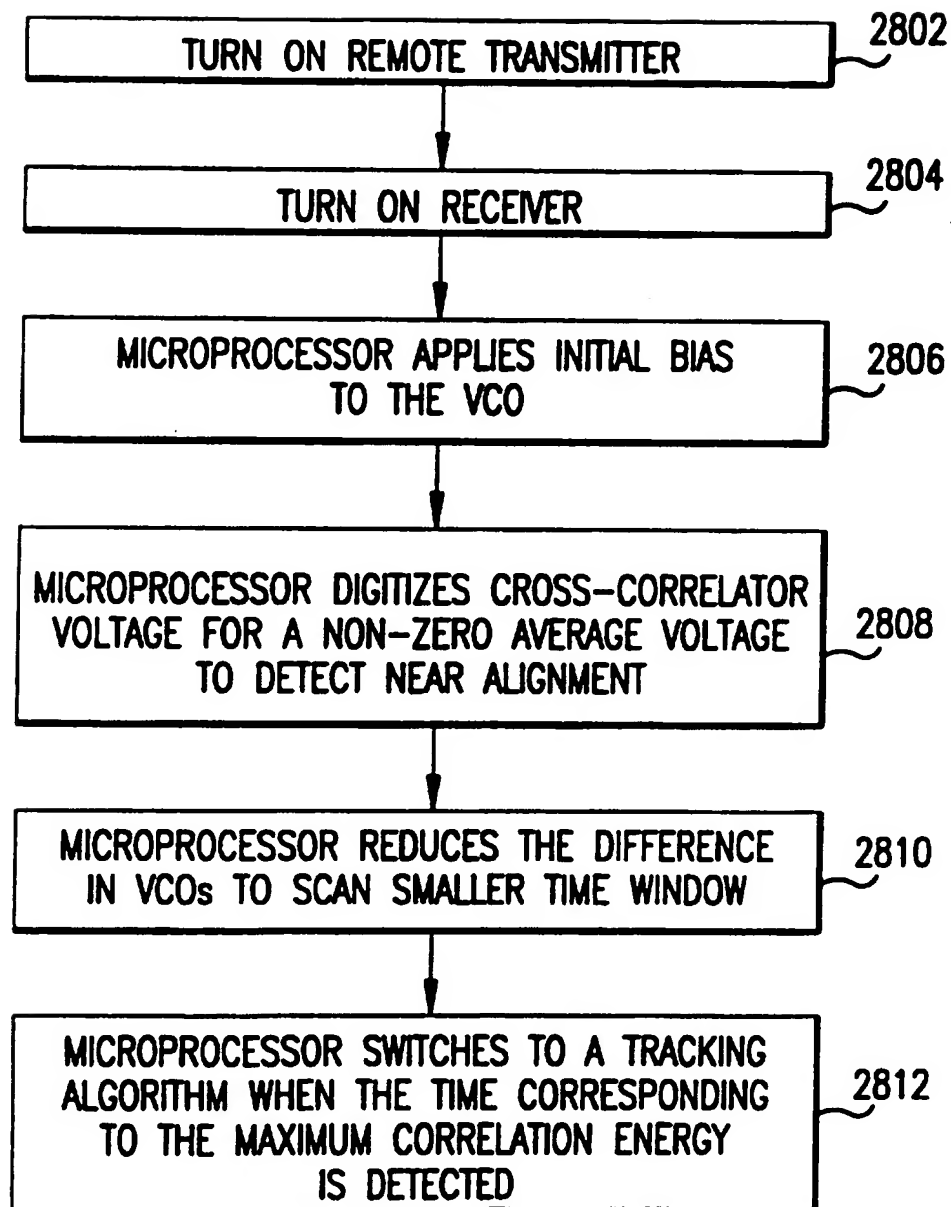 TURN ON REMOTE TRANSMITTER
2802
TURN ON RECEIVER
2804
MICROPROCESSOR APPLIES INITIAL BIAS
TO THE VCO
2806
MICROPROCESSOR DIGITIZES CROSS-CORRELATOR
VOLTAGE FOR A NON-ZERO AVERAGE VOLTAGE
TO DETECT NEAR ALIGNMENT
2808
MICROPROCESSOR REDUCES THE DIFFERENCE
IN VCOs TO SCAN SMALLER TIME WINDOW
2810
MICROPROCESSOR SWITCHES TO A TRACKING
ALGORITHM WHEN THE TIME CORRESPONDING
TO THE MAXIMUM CORRELATION ENERGY
IS DETECTED
2812